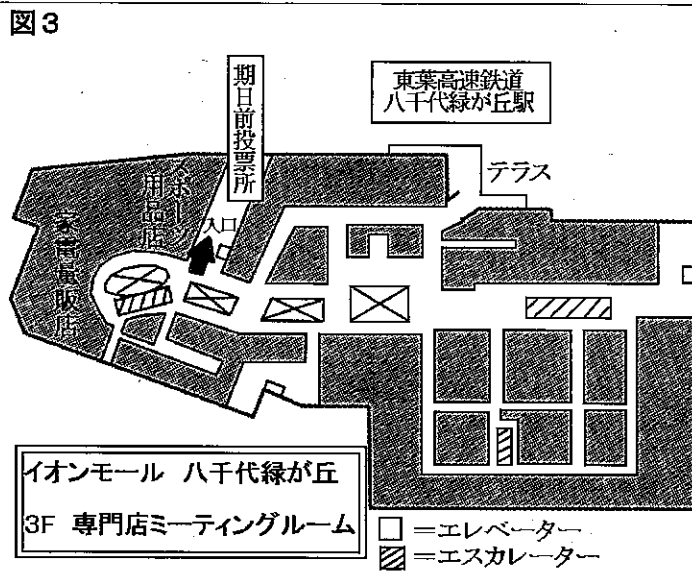 図3
期日前投票所
東葉高速鉄道
八千代緑が丘駅
テラス
スポーツ
用品店
入口
家電量販店
イオンモール 八千代緑が丘
3F 専門店ミーティングルーム
□ =エレベーター
=エスカレーター